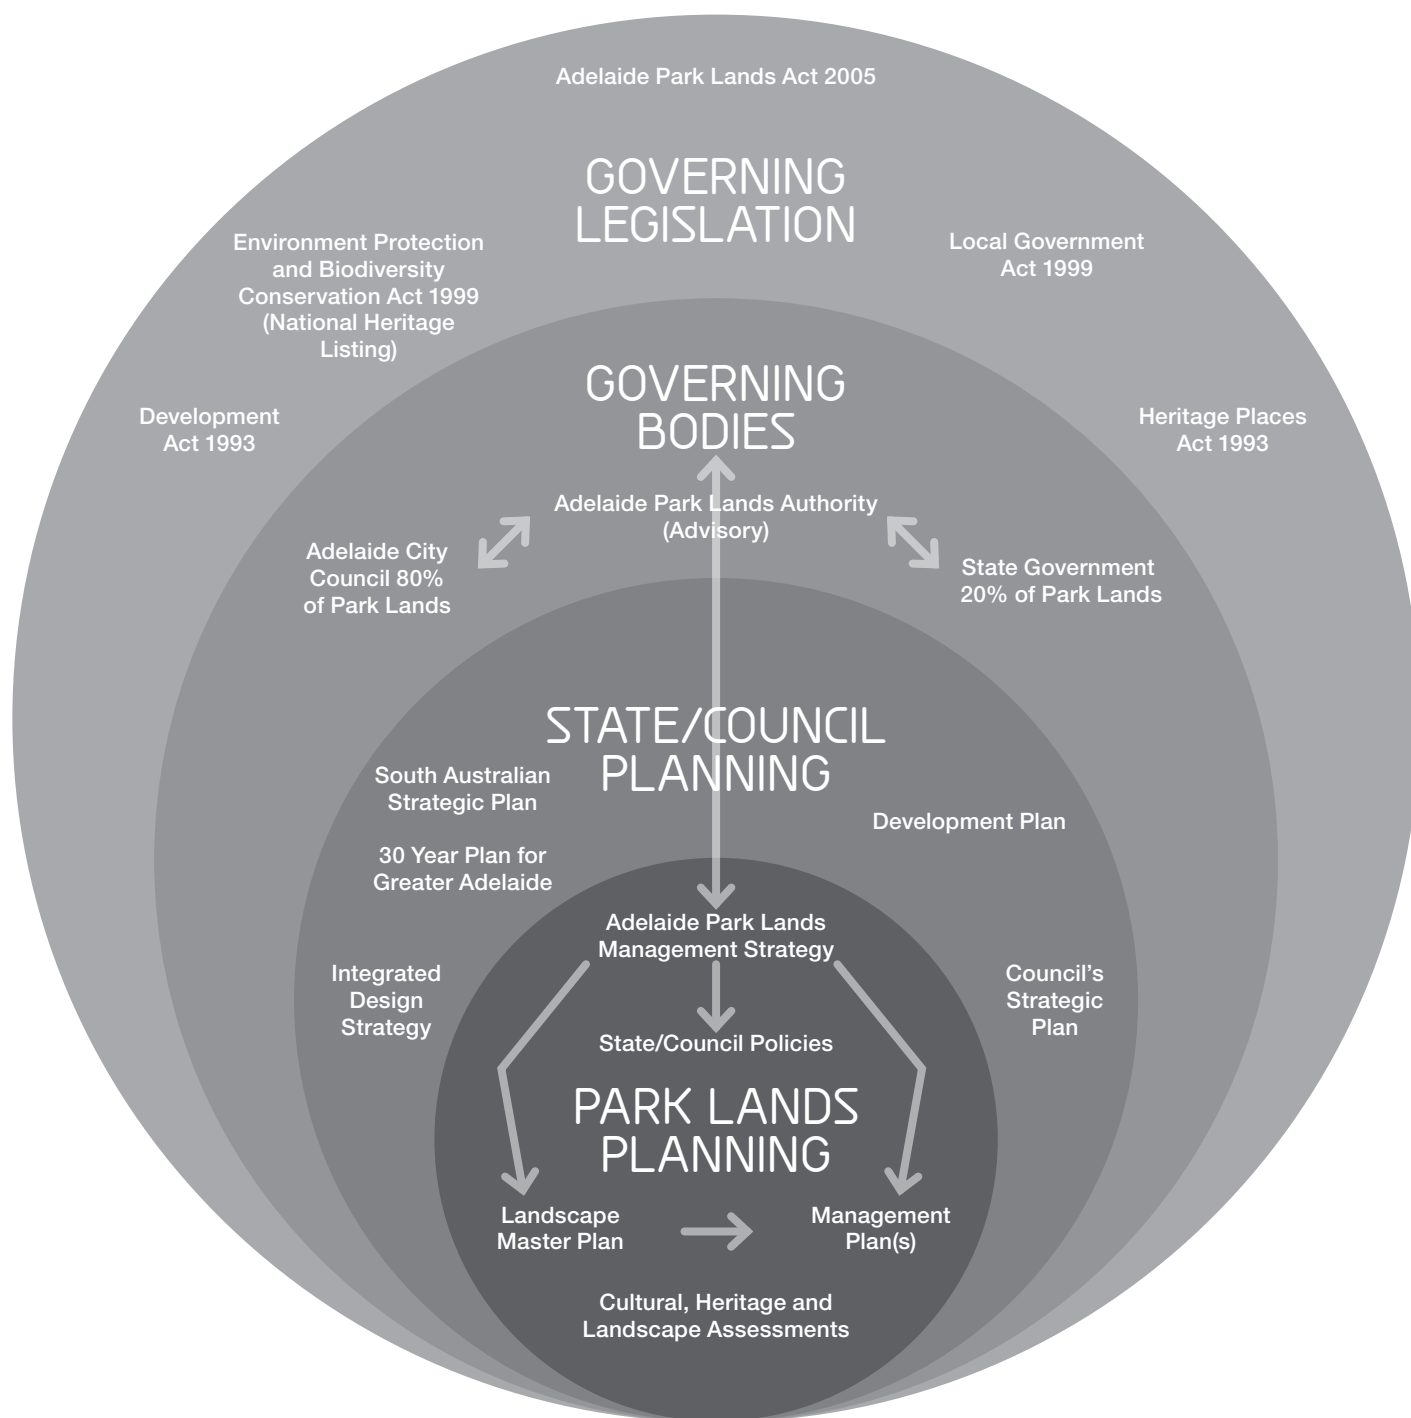 Adelaide Park Lands Act 2005
GOVERNING
LEGISLATION
Environment Protection
and Biodiversity
Conservation Act 1999
(National Heritage
Listing)
Local Government
Act 1999
Development
Act 1993
Heritage Places
Act 1993
GOVERNING
BODIES
Adelaide Park Lands Authority
(Advisory)
Adelaide City
Council 80%
of Park Lands
State Government
20% of Park Lands
STATE/COUNCIL
PLANNING
South Australian
Strategic Plan
30 Year Plan for
Greater Adelaide
Development Plan
Integrated
Design
Strategy
Council’s
Strategic
Plan
Adelaide Park Lands
Management Strategy
State/Council Policies
PARK LANDS
PLANNING
Landscape
Master Plan
Management
Plan(s)
Cultural, Heritage and
Landscape Assessments